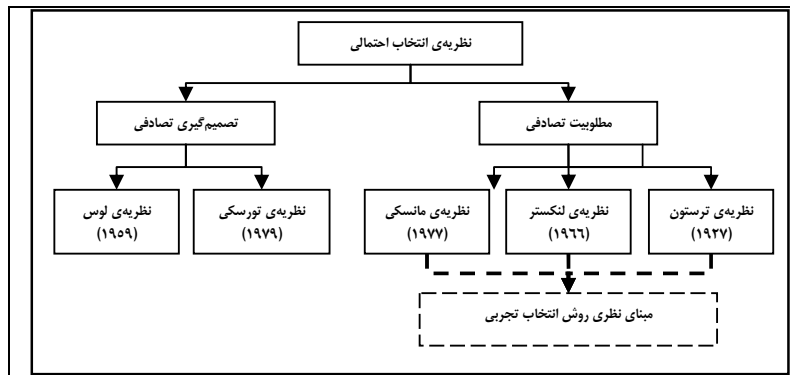 نظریه‌ی انتخاب احتمالی
مطلوبیت تصادفی
تصمیم‌گیری تصادفی
نظریه‌ی ترستون
(۱۹۲۷)
نظریه‌ی لنکستر
(۱۹۶۶)
نظریه‌ی مانسکی
(۱۹۷۷)
نظریه‌ی تورسکی
(۱۹۷۹)
نظریه‌ی لوس
(۱۹۵۹)
مبنای نظری روش انتخاب تجربی